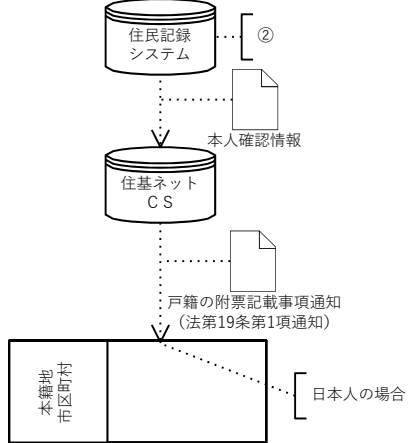 住民記録
システム
②
本人確認情報
住基ネット
ＣＳ
戸籍の附票記載事項通知
（法第19条第1項通知）
本籍地
市区町村
日本人の場合